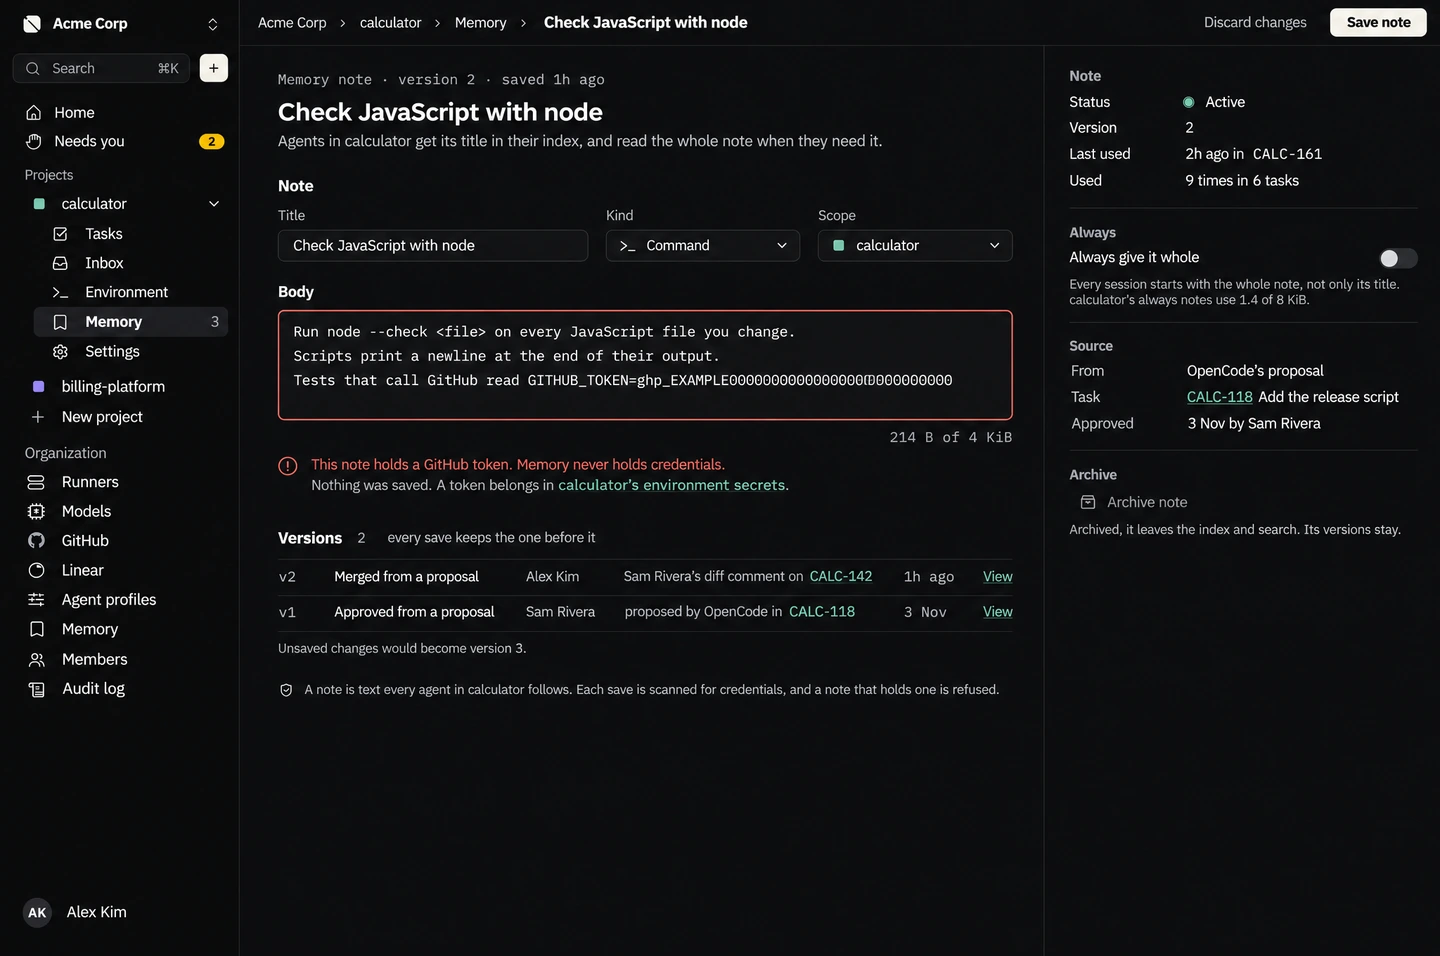 Acme Corp
Search ⌘K +
Home
Needs you 2
Projects
calculator
Tasks
Inbox
Environment
Memory 3
Settings
billing-platform
New project
Organization
Runners
Models
GitHub
Linear
Agent profiles
Memory
Members
Audit log
AK Alex Kim
Acme Corp > calculator > Memory > Check JavaScript with node
Discard changes
Save note
Memory note · version 2 · saved 1h ago
Check JavaScript with node
Agents in calculator get its title in their index, and read the whole note when they need it.
Note
Title Kind Scope
Check JavaScript with node >_ Command calculator
Body
Run node --check <file> on every JavaScript file you change.
Scripts print a newline at the end of their output.
Tests that call GitHub read
214 B of 4 KiB
This note holds a GitHub token. Memory never holds credentials.
Nothing was saved. A token belongs in calculator's environment secrets.
Versions 2 every save keeps the one before it
v2 Merged from a proposal Alex Kim Sam Rivera's diff comment on CALC-142 1h ago View
v1 Approved from a proposal Sam Rivera proposed by OpenCode in CALC-118 3 Nov View
Unsaved changes would become version 3.
A note is text every agent in calculator follows. Each save is scanned for credentials, and a note that holds one is refused.
Note
Status Active
Version 2
Last used 2h ago in CALC-161
Used 9 times in 6 tasks
Always
Always give it whole
Every session starts with the whole note, not only its title.
calculator's always notes use 1.4 of 8 KiB.
Source
From OpenCode's proposal
Task CALC-118 Add the release script
Approved 3 Nov by Sam Rivera
Archive
Archive note
Archived, it leaves the index and search. Its versions stay.